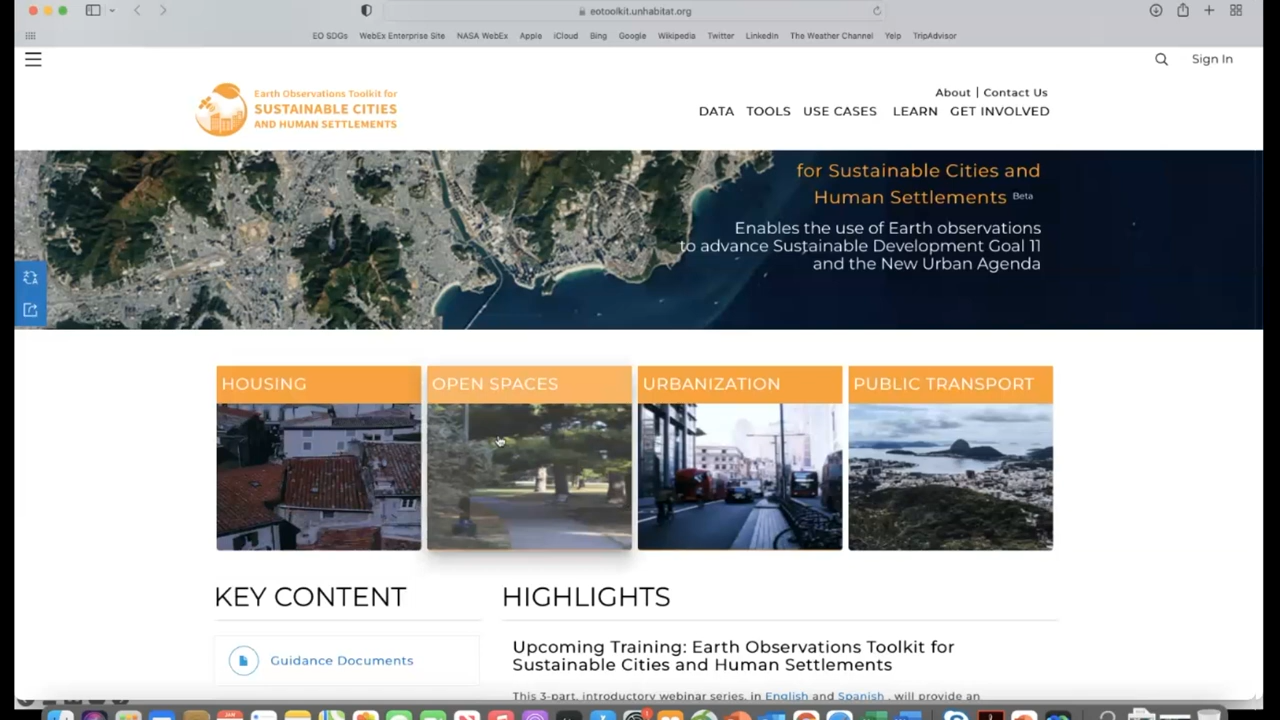 eotoolkit.unhabitat.org
EO SDGs WebEx Enterprise Site NASA WebEx Apple iCloud Bing Google Wikipedia Twitter LinkedIn The Weather Channel Yelp TripAdvisor
Sign In
Earth Observations Toolkit for
SUSTAINABLE CITIES
AND HUMAN SETTLEMENTS
About | Contact Us
DATA TOOLS USE CASES LEARN GET INVOLVED
for Sustainable Cities and
Human Settlements Beta
Enables the use of Earth observations
to advance Sustainable Development Goal 11
and the New Urban Agenda
HOUSING OPEN SPACES URBANIZATION PUBLIC TRANSPORT
KEY CONTENT
HIGHLIGHTS
Guidance Documents
Upcoming Training: Earth Observations Toolkit for
Sustainable Cities and Human Settlements
This 3-part, introductory webinar series, in English and Spanish , will provide an